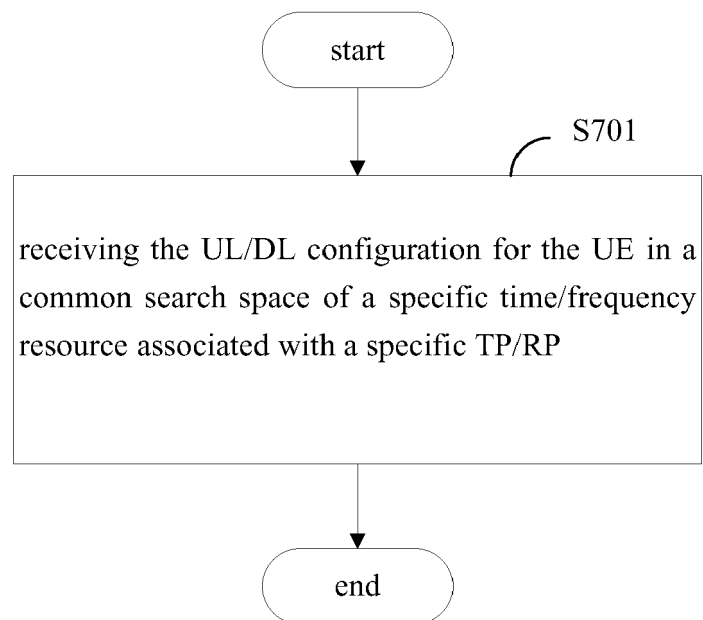 start
S701
receiving the UL/DL configuration for the UE in a
common search space of a specific time/frequency
resource associated with a specific TP/RP
end